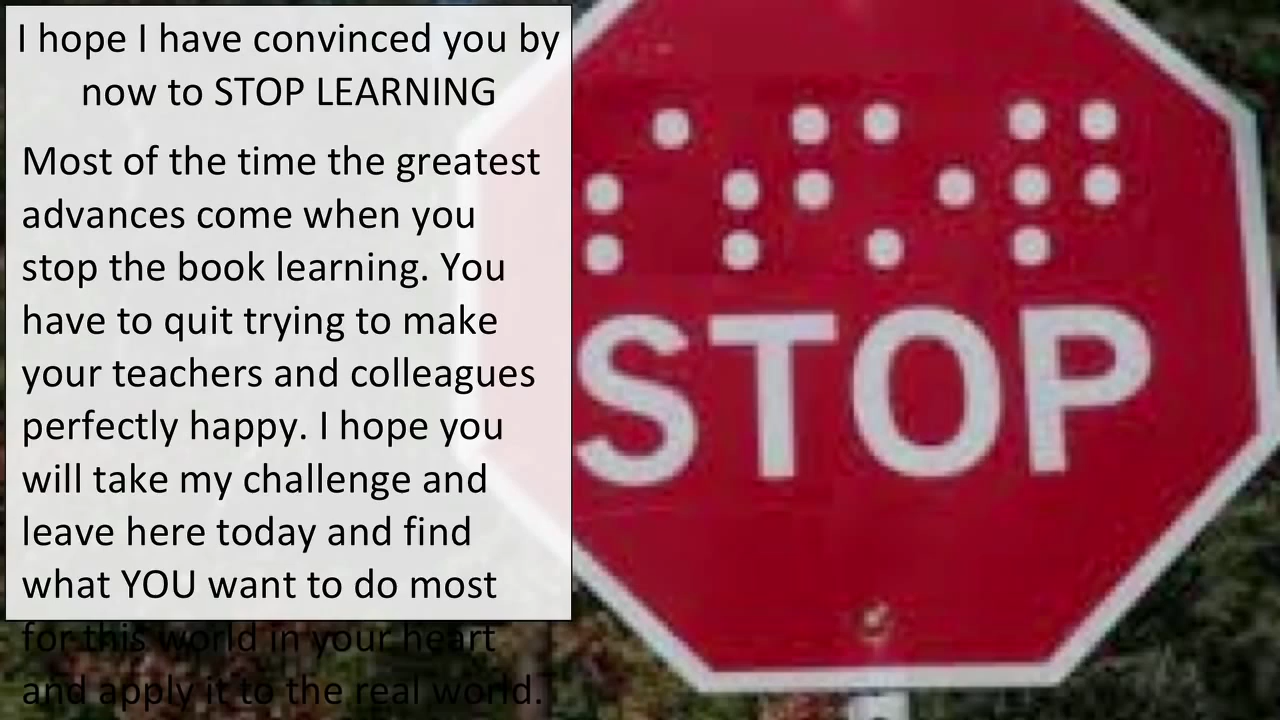 I hope I have convinced you by
now to STOP LEARNING
Most of the time the greatest
advances come when you
stop the book learning. You
have to quit trying to make
your teachers and colleagues
perfectly happy. I hope you
will take my challenge and
leave here today and find
what YOU want to do most
for this world in your heart
and apply it to the real world.
⠎⠞⠕⠟
STOP